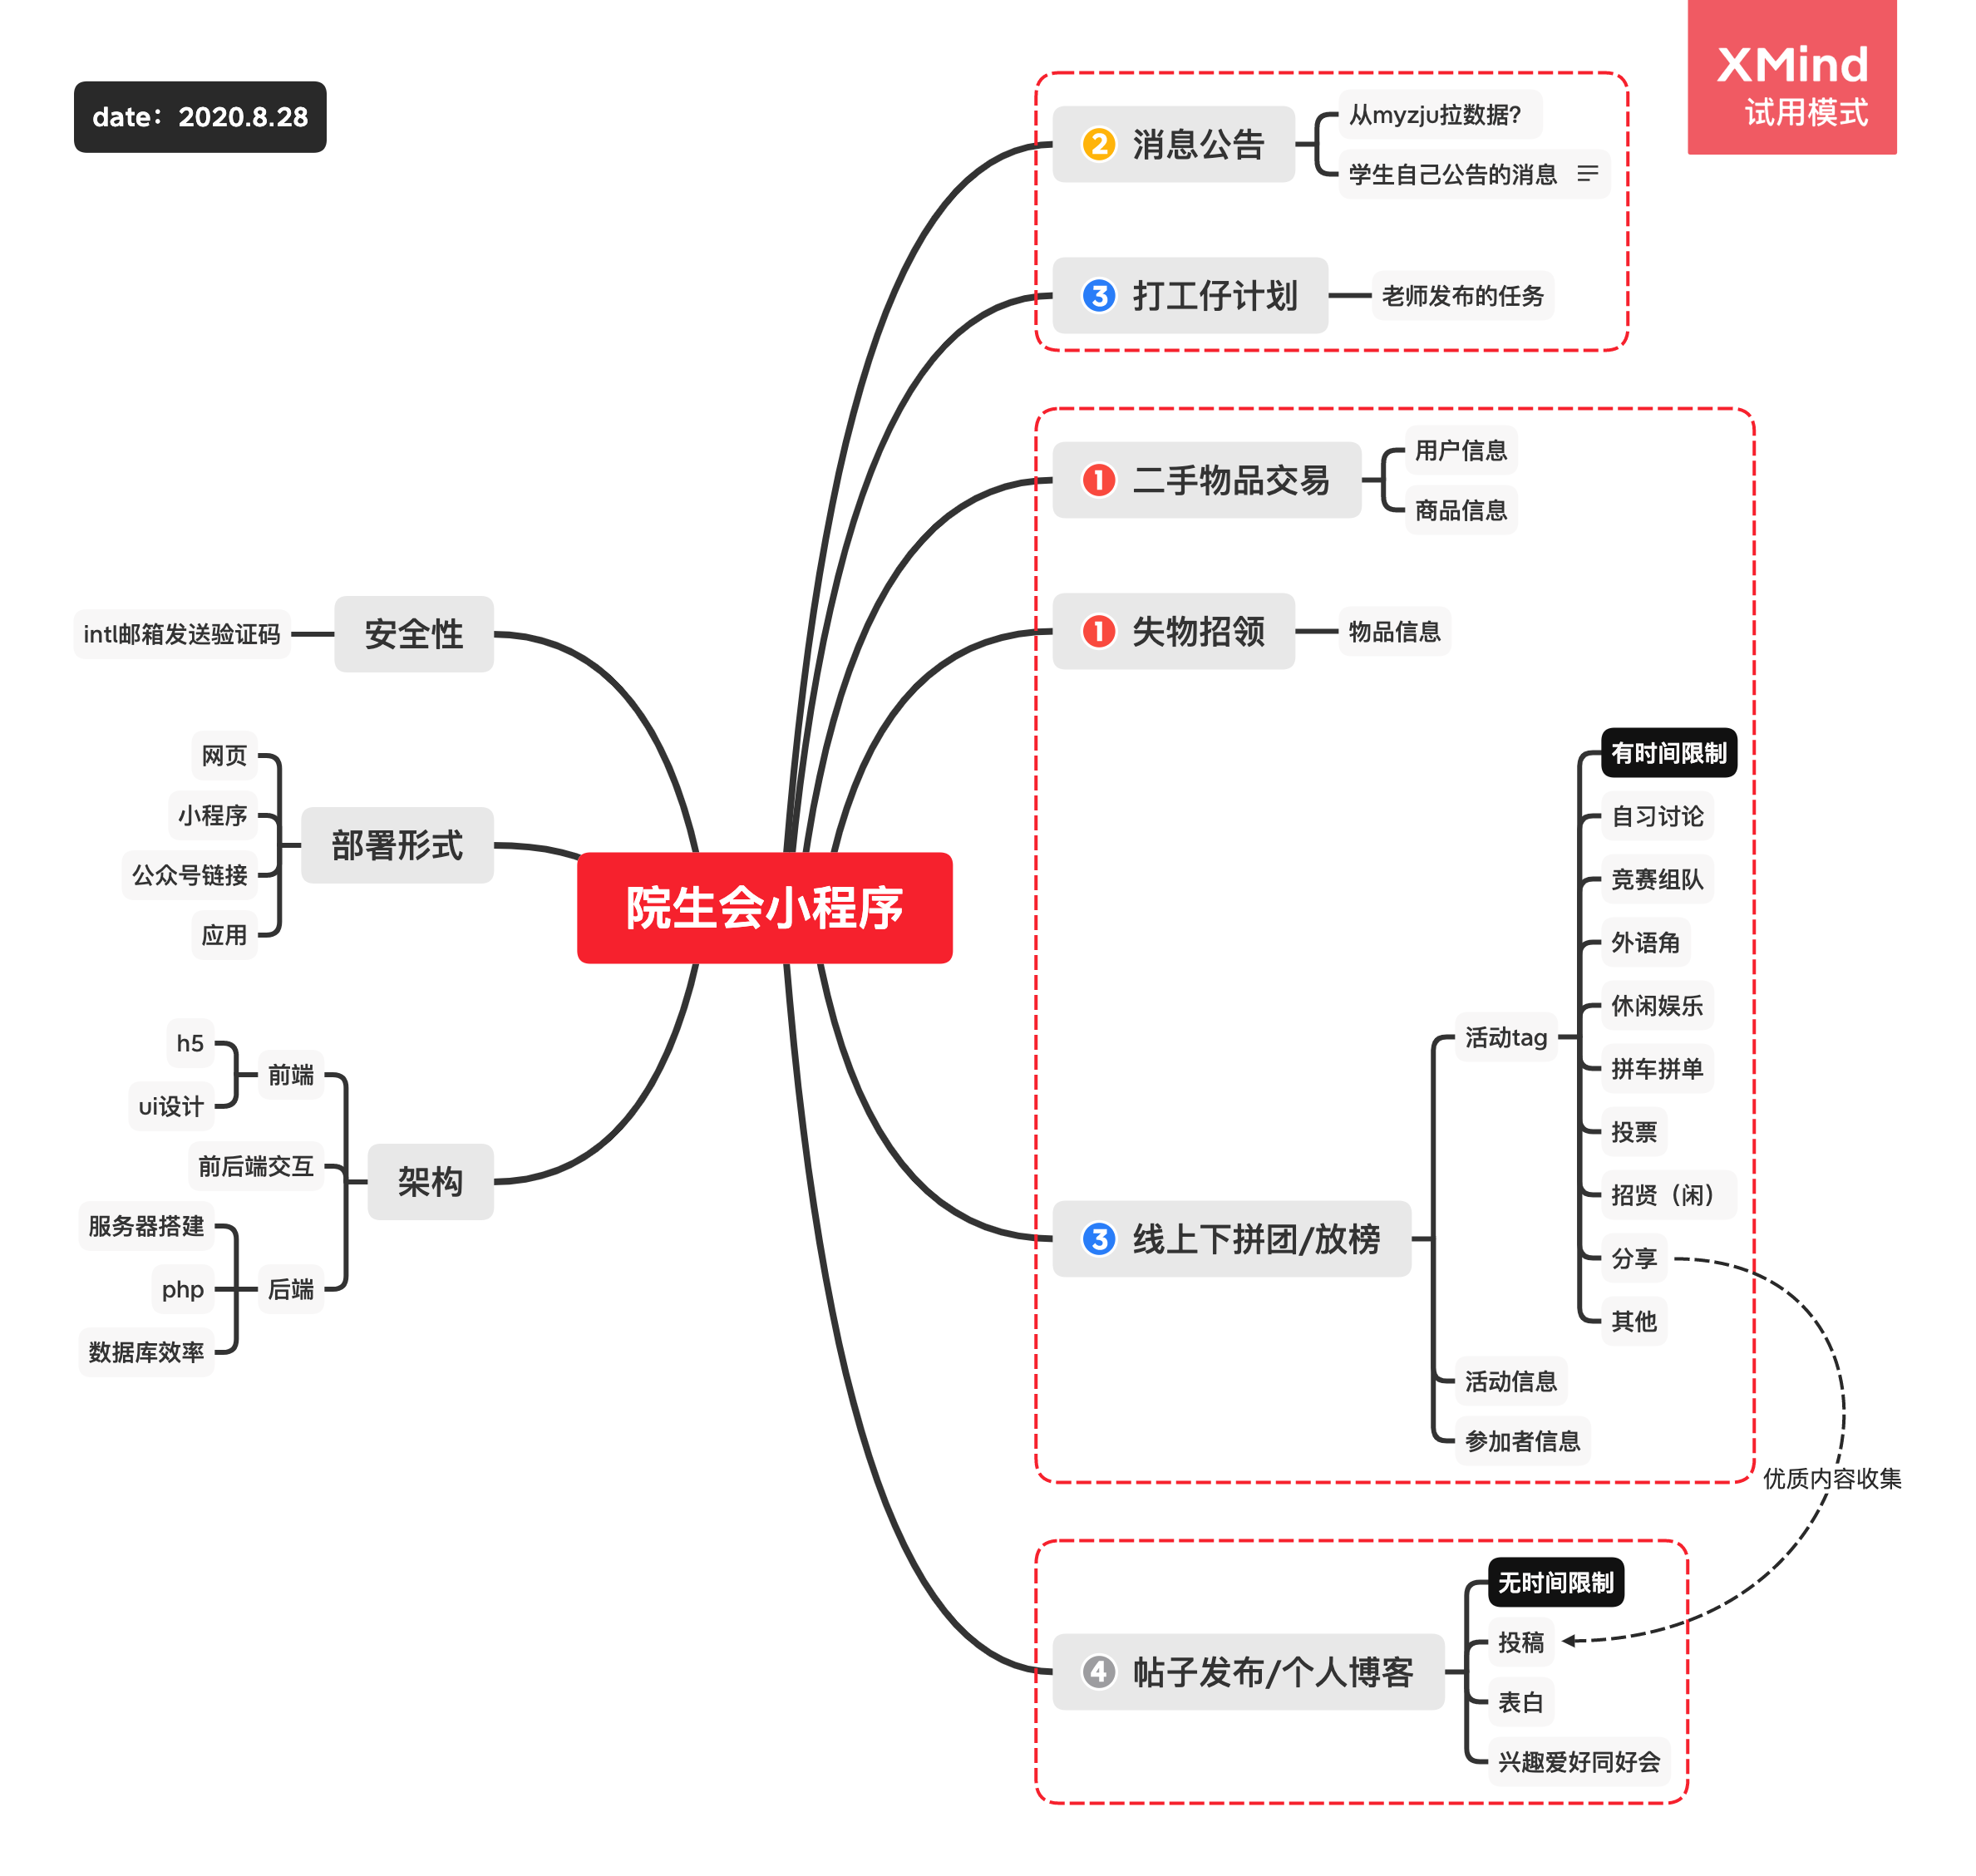 date：2020.8.28
XMind
试用模式
院生会小程序
2 消息公告
从myzju拉数据？
学生自己公告的消息
3 打工仔计划
老师发布的任务
1 二手物品交易
用户信息
商品信息
1 失物招领
物品信息
3 线上下拼团/放榜
活动tag
有时间限制
自习讨论
竞赛组队
外语角
休闲娱乐
拼车拼单
投票
招贤（闲）
分享
其他
活动信息
参加者信息
优质内容收集
4 帖子发布/个人博客
无时间限制
投稿
表白
兴趣爱好同好会
安全性
intl邮箱发送验证码
部署形式
网页
小程序
公众号链接
应用
架构
前端
h5
ui设计
前后端交互
后端
服务器搭建
php
数据库效率